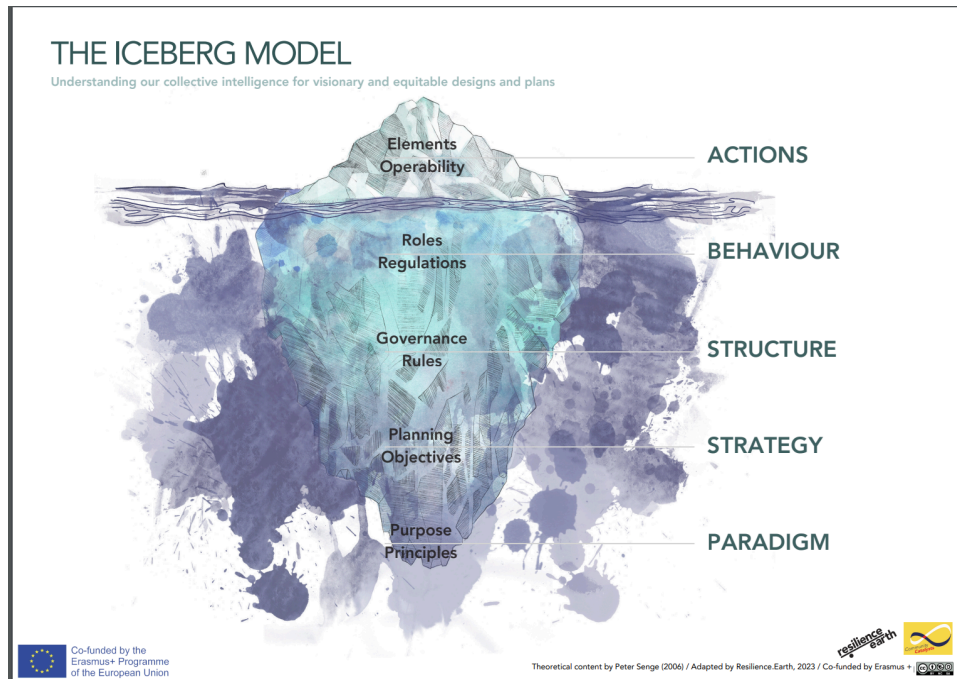 THE ICEBERG MODEL
Understanding our collective intelligence for visionary and equitable designs and plans
Elements
Operability
ACTIONS
Roles
Regulations
BEHAVIOUR
Governance
Rules
STRUCTURE
Planning
Objectives
STRATEGY
Purpose
Principles
PARADIGM
Co-funded by the
Erasmus+ Programme
of the European Union
resilience
earth
Theoretical content by Peter Senge (2006) / Adapted by Resilience.Earth, 2023 / Co-funded by Erasmus +